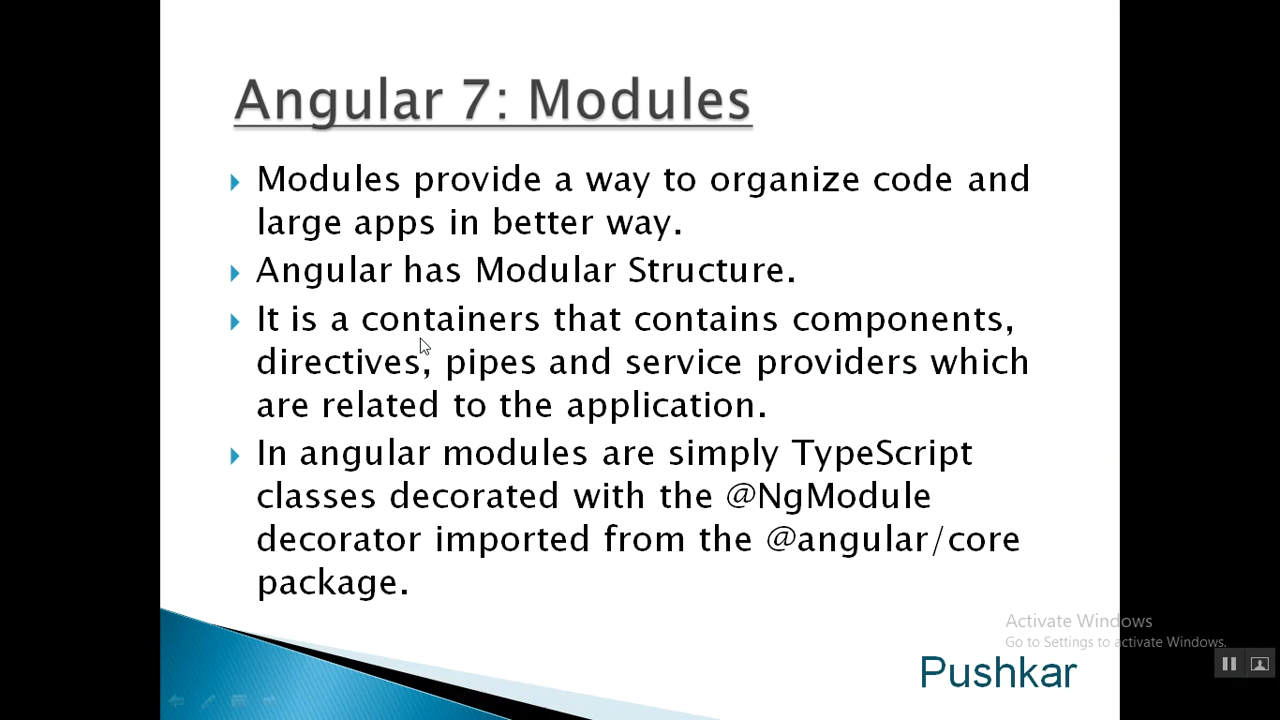 Angular 7: Modules
Modules provide a way to organize code and
large apps in better way.
Angular has Modular Structure.
It is a containers that contains components,
directives, pipes and service providers which
are related to the application.
In angular modules are simply TypeScript
classes decorated with the @NgModule
decorator imported from the @angular/core
package.
Activate Windows
Go to Settings to activate Windows.
Pushkar